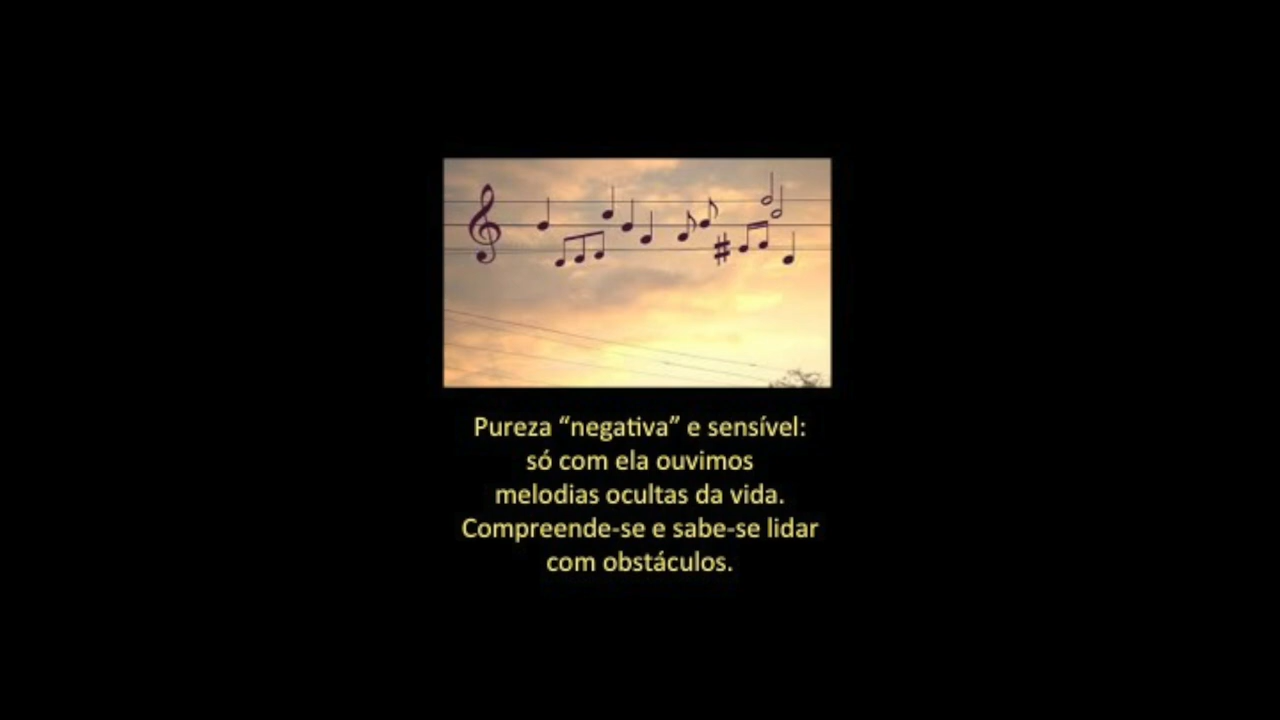 Pureza “negativa” e sensível:
só com ela ouvimos
melodias ocultas da vida.
Compreende-se e sabe-se lidar
com obstáculos.